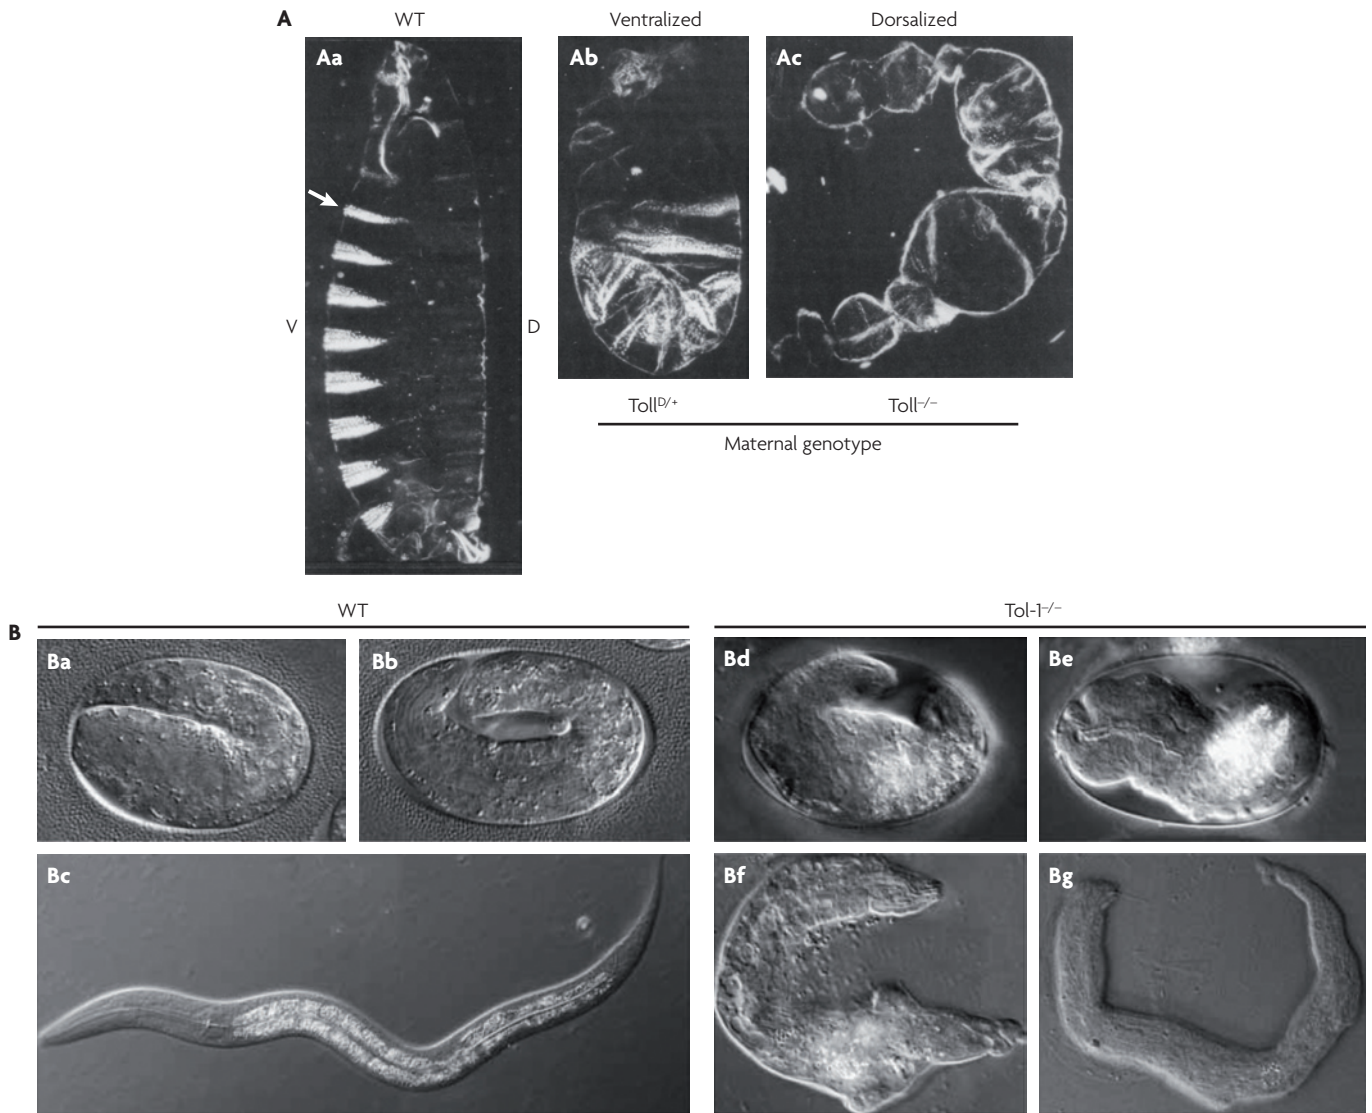 A
WT
Ventralized
Dorsalized
Aa
Ab
Ac
V
D
Toll^D/+
Toll^–/–
Maternal genotype
B
WT
Tol-1^–/–
Ba
Bb
Bd
Be
Bc
Bf
Bg